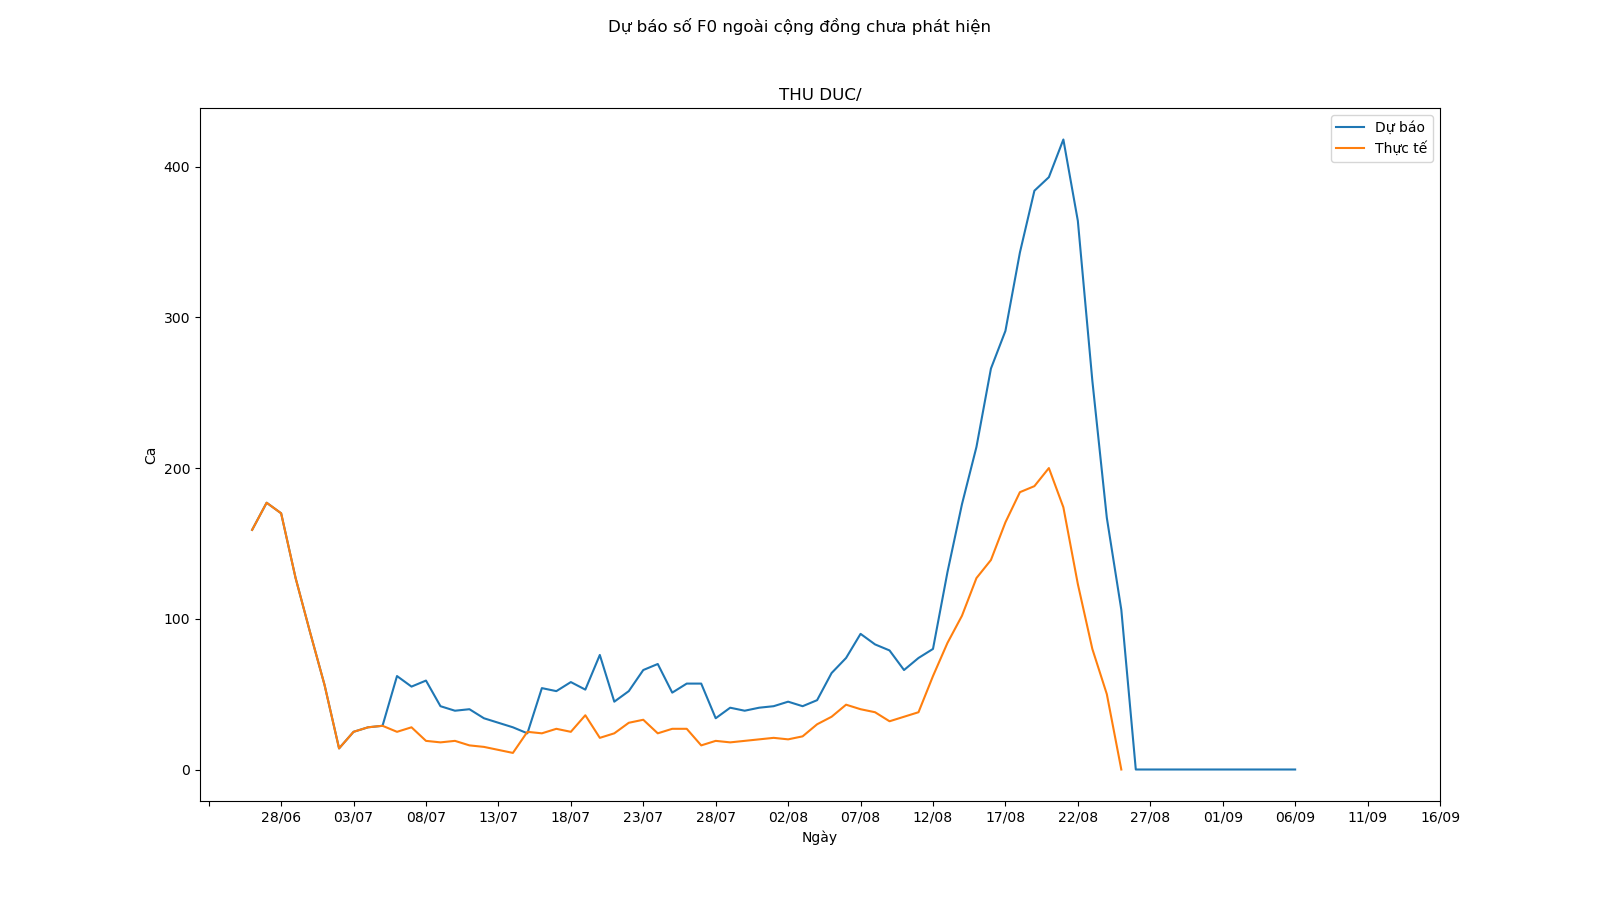 Dự báo số F0 ngoài cộng đồng chưa phát hiện
THU DUC/
Dự báo
Thực tế
400
300
200
100
0
Ca
28/06 03/07 08/07 13/07 18/07 23/07 28/07 02/08 07/08 12/08 17/08 22/08 27/08 01/09 06/09 11/09 16/09
Ngày